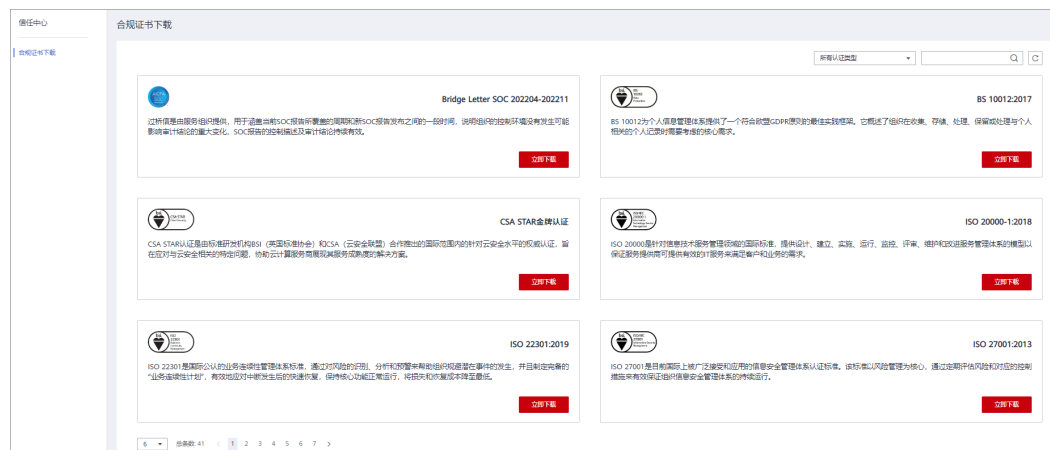 信任中心
合规证书下载
合规证书下载
所有认证类型
Bridge Letter SOC 202204-202211
过桥信是由服务组织提供，用于涵盖当前SOC报告所覆盖的周期和新SOC报告发布之间的一段时间，说明组织的控制环境没有发生可能
影响审计结论的重大变化，SOC报告的控制描述及审计结论持续有效。
立即下载
BS 10012:2017
BS 10012为个人信息管理体系提供了一个符合欧盟GDPR原则的最佳实践框架。它概述了组织在收集、存储、处理、保留或处理与个人
相关的个人记录时需要考虑的核心需求。
立即下载
CSA STAR金牌认证
CSA STAR认证是由标准研发机构BSI（英国标准协会）和CSA（云安全联盟）合作推出的国际范围内的针对云安全水平的权威认证，旨
在应对与云安全相关的特定问题，协助云计算服务商展现其服务成熟度的解决方案。
立即下载
ISO 20000-1:2018
ISO 20000是针对信息技术服务管理领域的国际标准，提供设计、建立、实施、运行、监控、评审、维护和改进服务管理体系的模型以
保证服务提供商可提供有效的IT服务来满足客户和业务的需求。
立即下载
ISO 22301:2019
ISO 22301是国际公认的业务连续性管理体系标准，通过对风险的识别、分析和预警来帮助组织规避潜在事件的发生，并且制定完备的
“业务连续性计划”，有效地应对中断发生后的快速恢复，保持核心功能正常运行，将损失和恢复成本降至最低。
立即下载
ISO 27001:2013
ISO 27001是目前国际上被广泛接受和应用的信息安全管理体系认证标准。该标准以风险管理为核心，通过定期评估风险和对应的控制
措施来有效保证组织信息安全管理体系的持续运行。
立即下载
6 总条数: 41 < 1 2 3 4 5 6 7 >